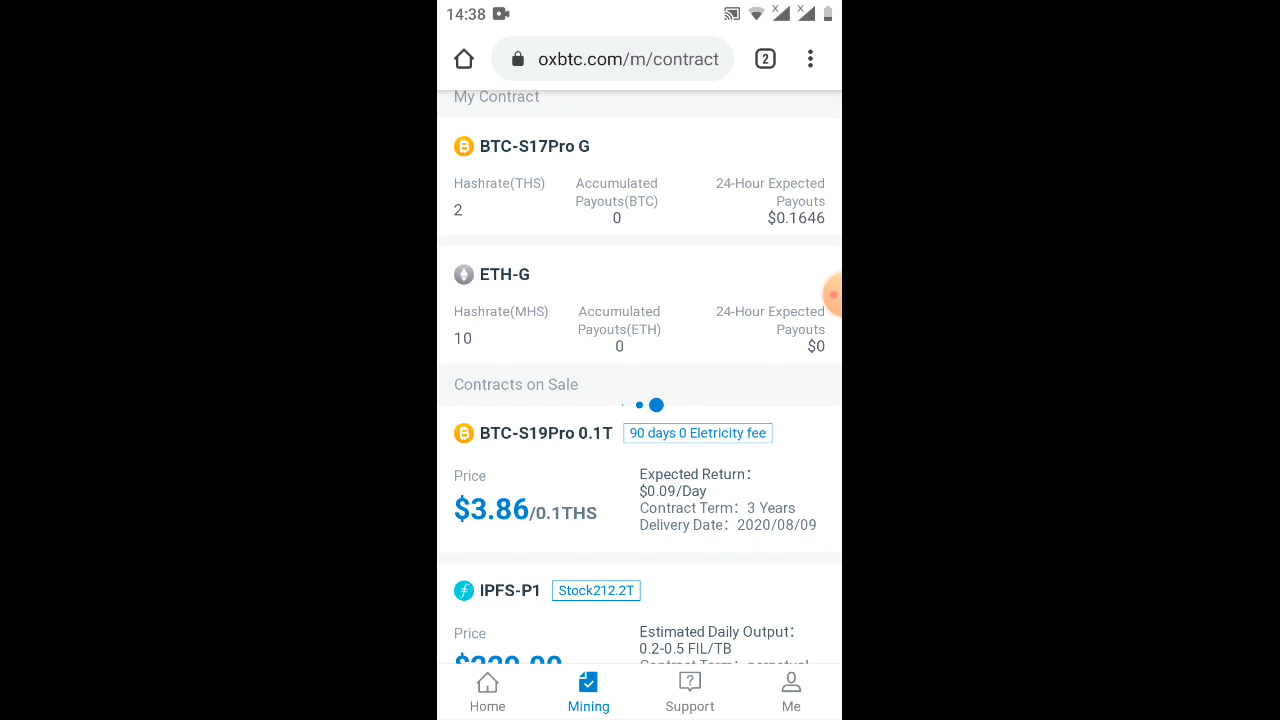 14:38
oxbtc.com/m/contract
2
My Contract
BTC-S17Pro G
Hashrate(THS)
2
Accumulated
Payouts(BTC)
0
24-Hour Expected
Payouts
$0.1646
ETH-G
Hashrate(MHS)
10
Accumulated
Payouts(ETH)
0
24-Hour Expected
Payouts
$0
Contracts on Sale
BTC-S19Pro 0.1T 90 days 0 Eletricity fee
Price
$3.86/0.1THS
Expected Return：
$0.09/Day
Contract Term：3 Years
Delivery Date：2020/08/09
IPFS-P1 Stock212.2T
Price
Estimated Daily Output：
0.2-0.5 FIL/TB
Contract Term：perpetual
Home
Mining
Support
Me